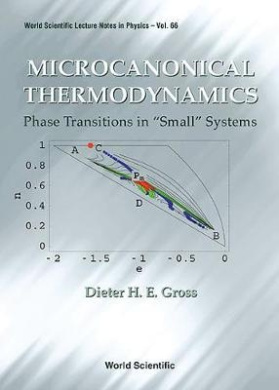 World Scientific Lecture Notes in Physics – Vol. 66
MICROCANONICAL
THERMODYNAMICS
Phase Transitions in "Small" Systems
1
0.8
0.6
0.4
0.2
0
n
A
C
P
D
B
-2 -1.5 -1 -0.5 0
e
Dieter H. E. Gross
World Scientific